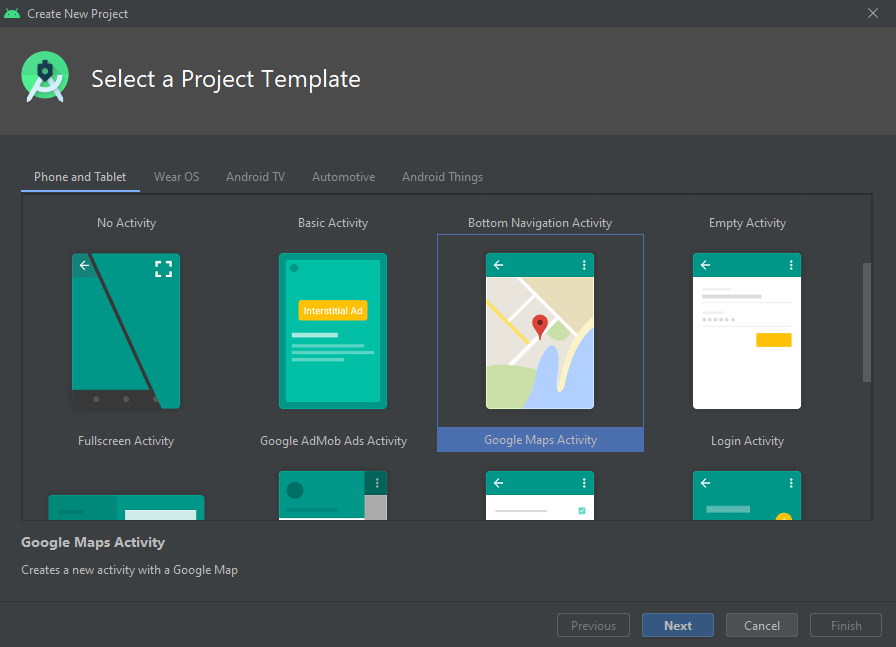 Create New Project
Select a Project Template
Phone and Tablet Wear OS Android TV Automotive Android Things
No Activity Basic Activity Bottom Navigation Activity Empty Activity
Interstitial Ad
Fullscreen Activity Google AdMob Ads Activity Google Maps Activity Login Activity
Google Maps Activity
Creates a new activity with a Google Map
Previous Next Cancel Finish